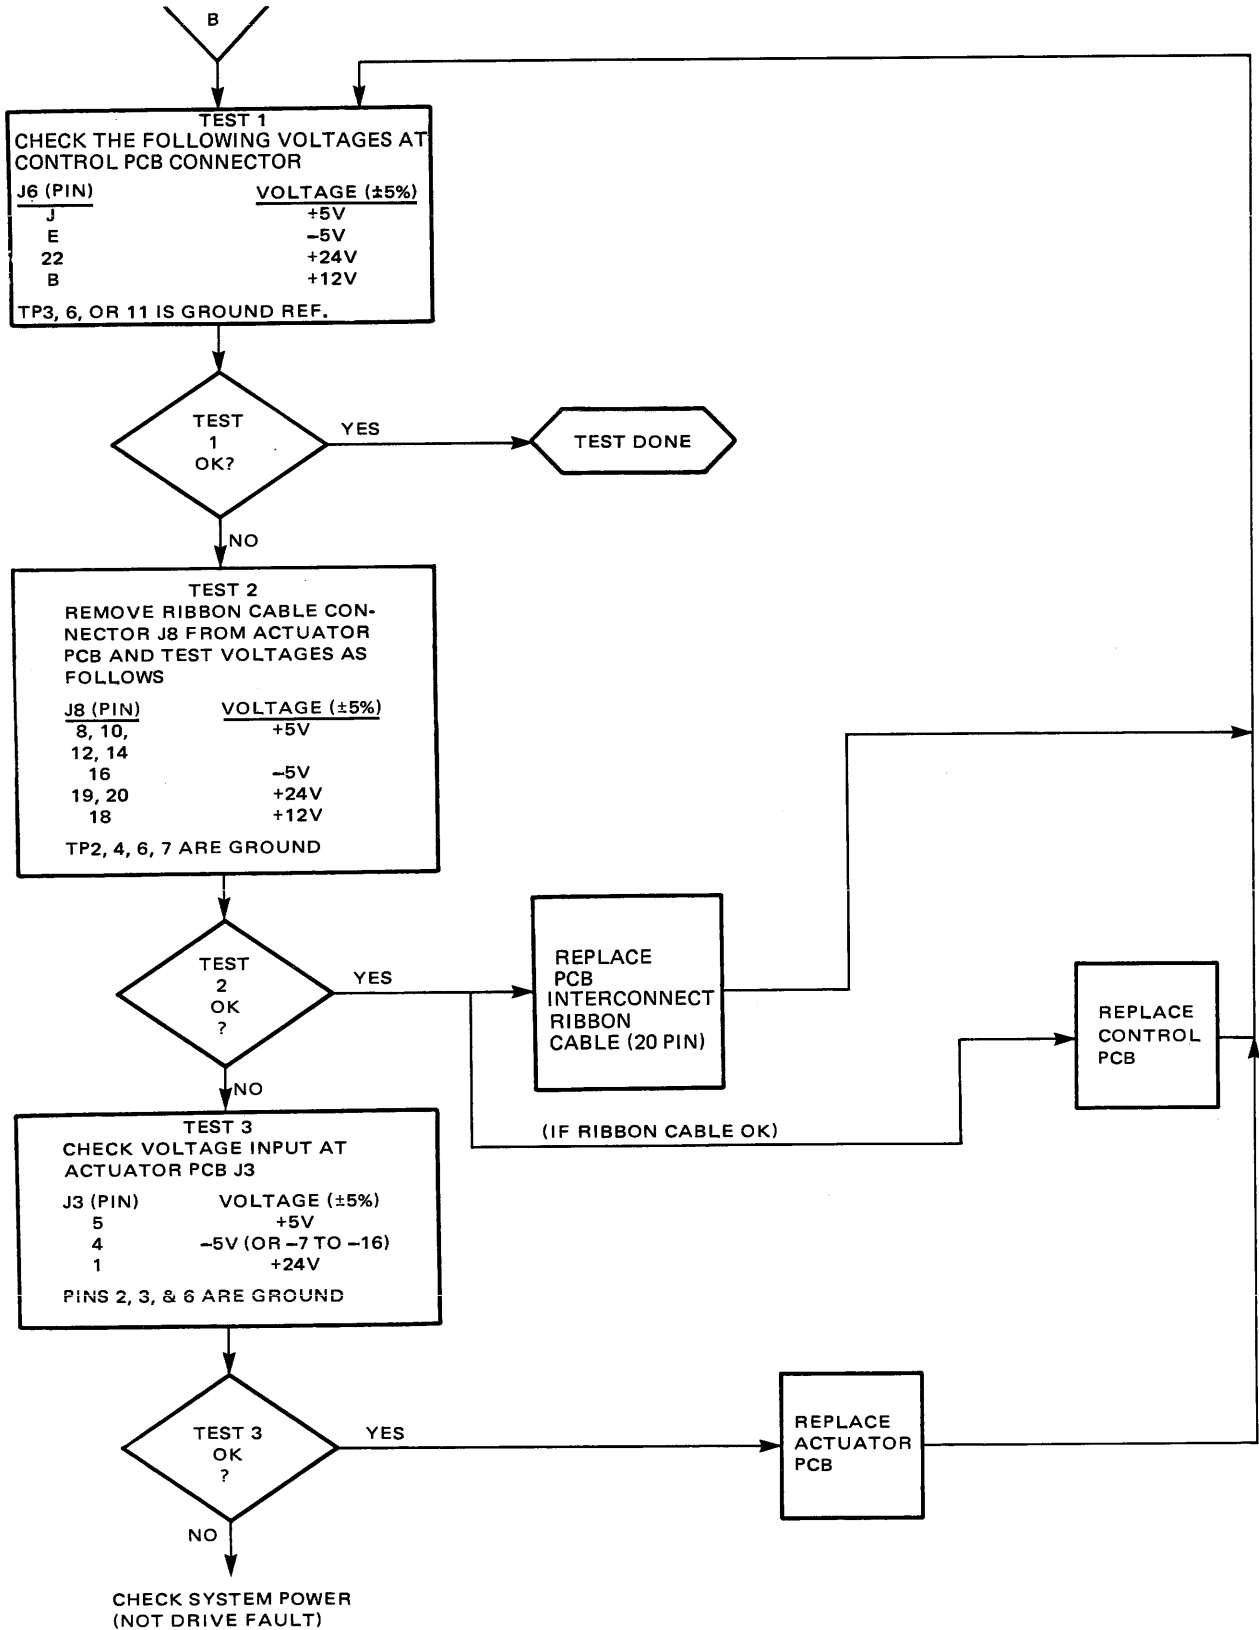 B
TEST 1
CHECK THE FOLLOWING VOLTAGES AT
CONTROL PCB CONNECTOR
J6 (PIN) VOLTAGE (±5%)
J +5V
E –5V
22 +24V
B +12V
TP3, 6, OR 11 IS GROUND REF.
TEST
1
OK?
YES
TEST DONE
NO
TEST 2
REMOVE RIBBON CABLE CON-
NECTOR J8 FROM ACTUATOR
PCB AND TEST VOLTAGES AS
FOLLOWS
J8 (PIN) VOLTAGE (±5%)
8, 10, +5V
12, 14
16 –5V
19, 20 +24V
18 +12V
TP2, 4, 6, 7 ARE GROUND
TEST
2
OK
?
YES
REPLACE
PCB
INTERCONNECT
RIBBON
CABLE (20 PIN)
REPLACE
CONTROL
PCB
(IF RIBBON CABLE OK)
NO
TEST 3
CHECK VOLTAGE INPUT AT
ACTUATOR PCB J3
J3 (PIN) VOLTAGE (±5%)
5 +5V
4 –5V (OR –7 TO –16)
1 +24V
PINS 2, 3, & 6 ARE GROUND
TEST 3
OK
?
YES
REPLACE
ACTUATOR
PCB
NO
CHECK SYSTEM POWER
(NOT DRIVE FAULT)